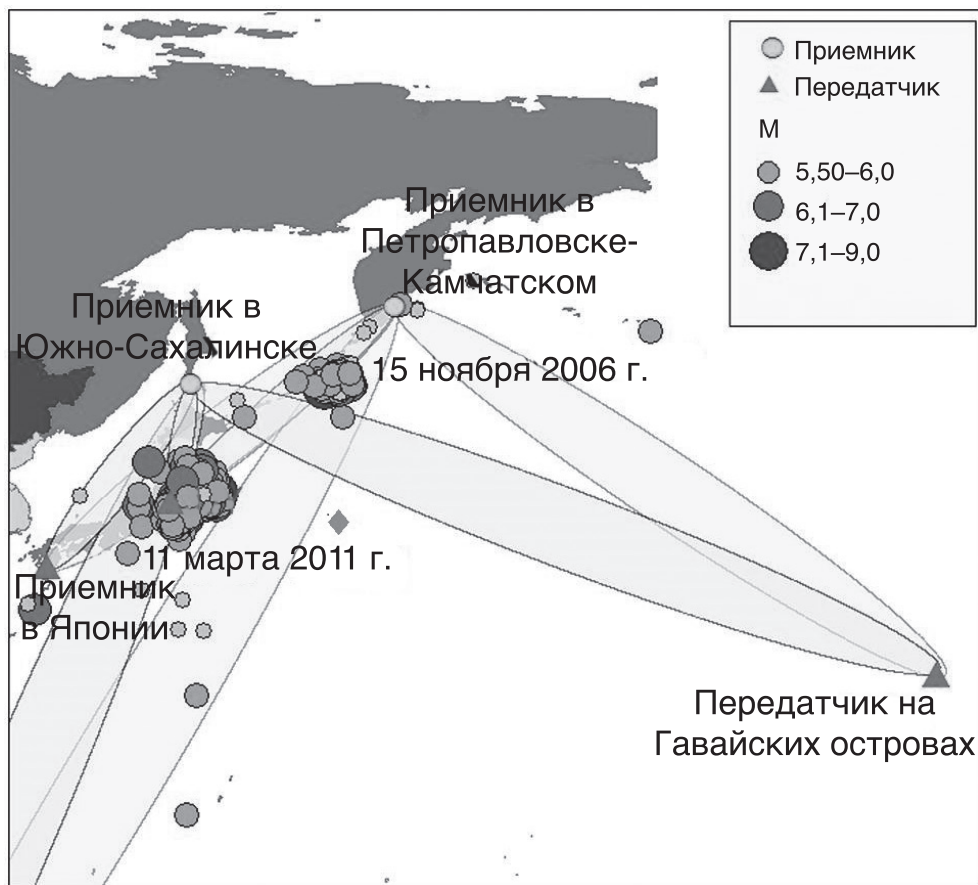 Приемник
Передатчик
М
5,50–6,0
6,1–7,0
7,1–9,0
Приемник в
Петропавловске-
Камчатском
Приемник в
Южно-Сахалинске
15 ноября 2006 г.
11 марта 2011 г.
Приемник
в Японии
Передатчик на
Гавайских островах